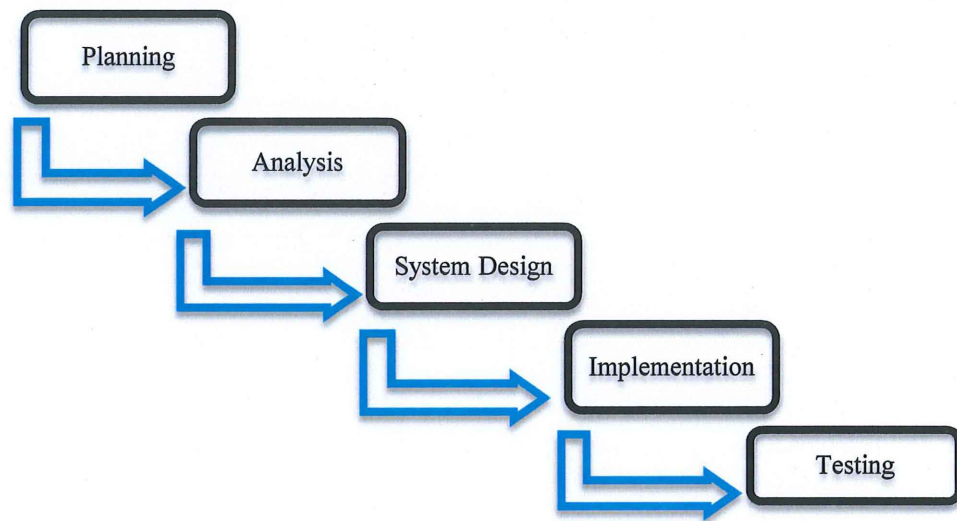 Planning
Analysis
System Design
Implementation
Testing